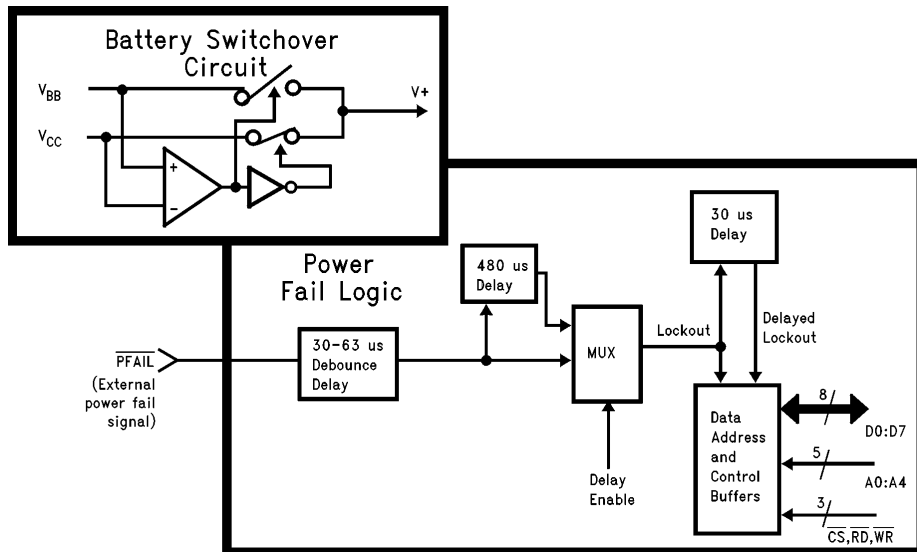 Battery Switchover
Circuit
VBB
V+
VCC
+
−
30 us
Delay
Power
Fail Logic
480 us
Delay
Lockout
Delayed
Lockout
30-63 us
Debounce
Delay
MUX
PFAIL
(External
power fail
signal)
Data
Address
and
Control
Buffers
8
D0:D7
5
A0:A4
Delay
Enable
3
CS,RD,WR